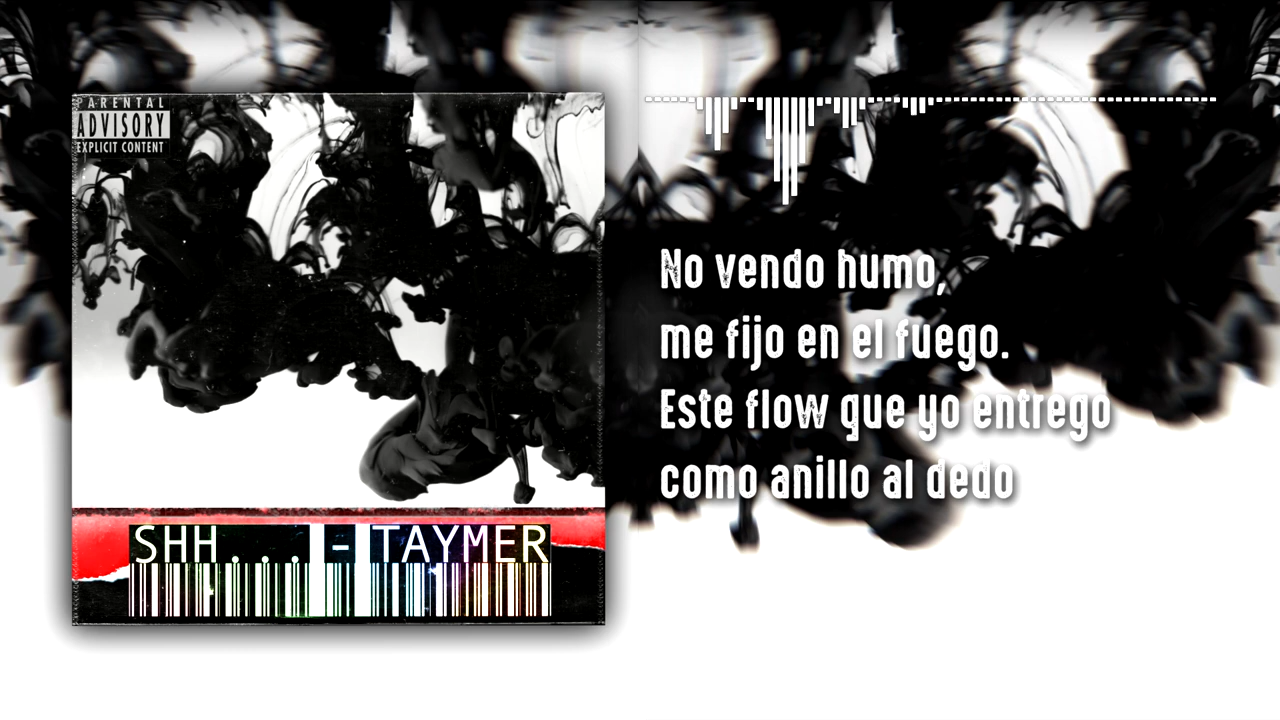 PARENTAL
ADVISORY
EXPLICIT CONTENT
No vendo humo,
me fijo en el fuego.
Este flow que yo entrego
como anillo al dedo
SHH... - TAYMER